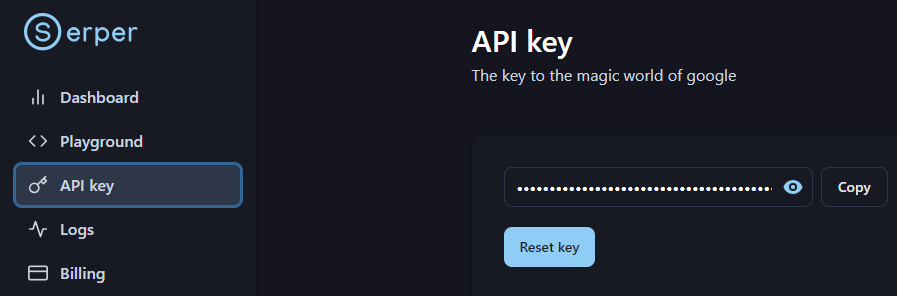 Serper
Dashboard
Playground
API key
Logs
Billing
API key
The key to the magic world of google
••••••••••••••••••••••••••••••••••••••••
Copy
Reset key